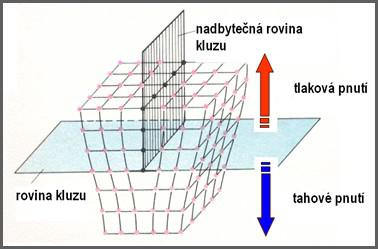 nadbytečná rovina
kluzu
tlaková pnutí
rovina kluzu
tahové pnutí